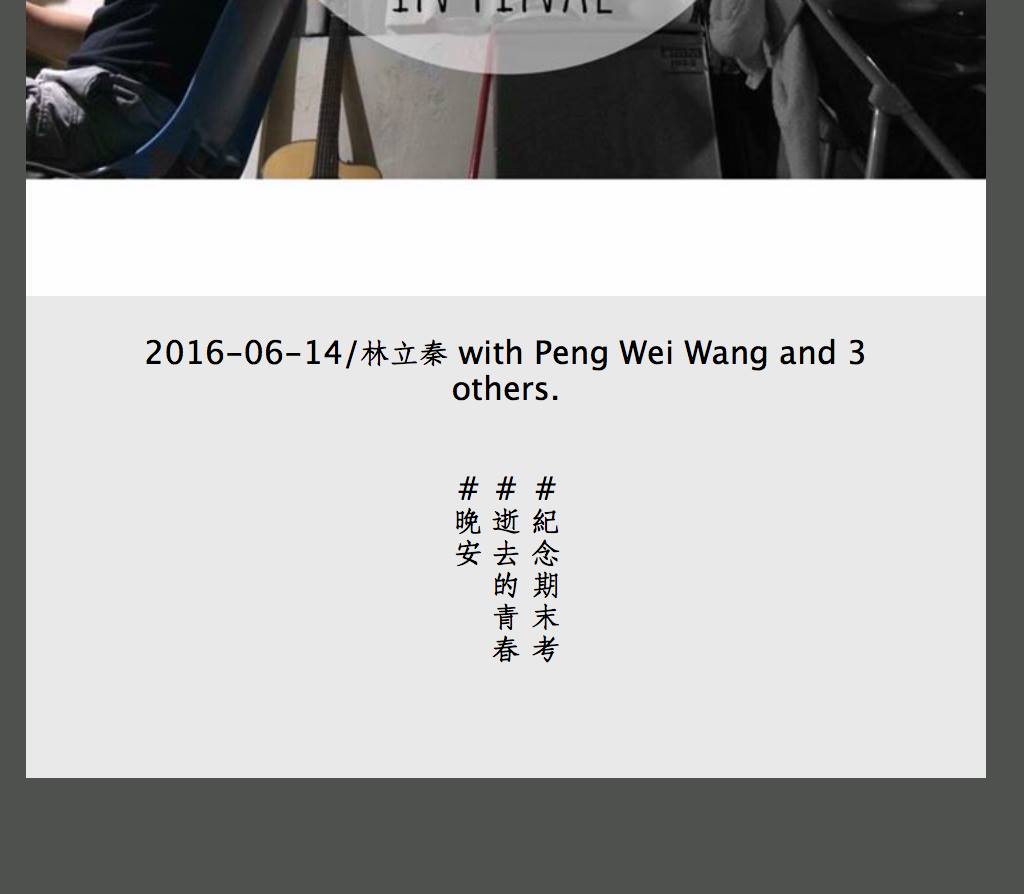 IN FINAL
2016-06-14/林立秦 with Peng Wei Wang and 3
others.
#紀念期末考
#逝去的青春
#晚安